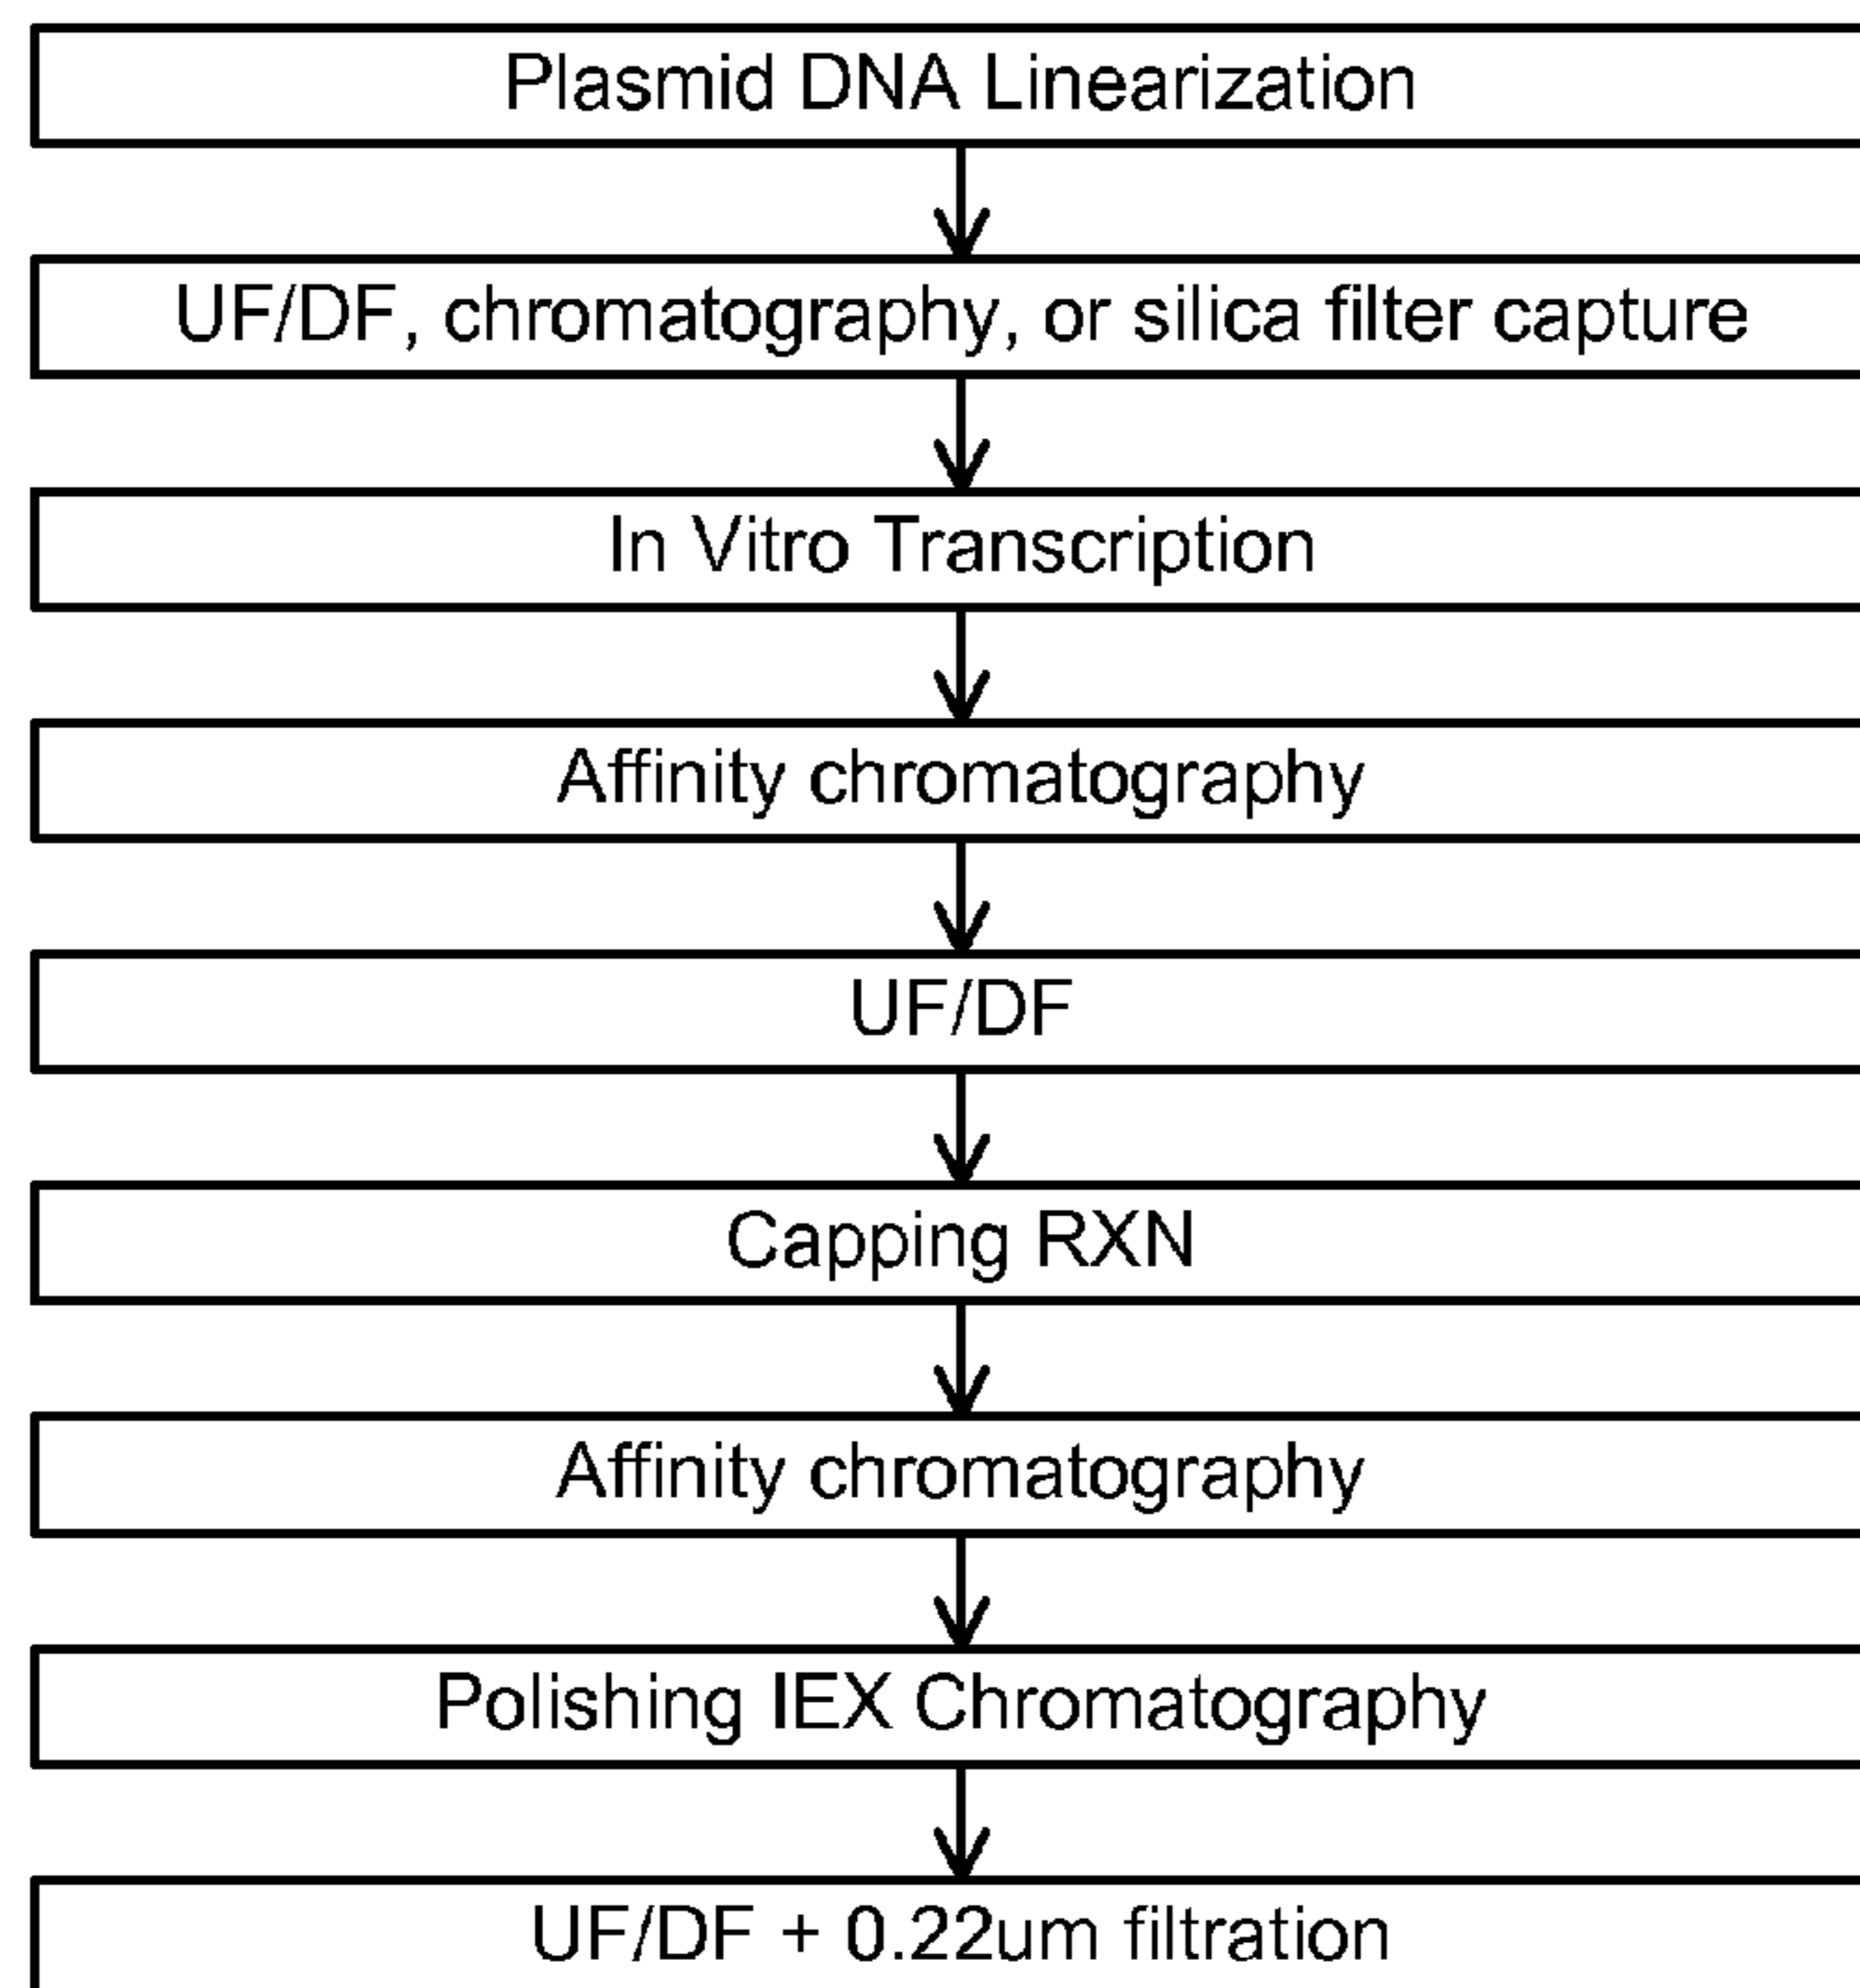 Plasmid DNA Linearization
UF/DF, chromatography, or silica filter capture
In Vitro Transcription
Affinity chromatography
UF/DF
Capping RXN
Affinity chromatography
Polishing IEX Chromatography
UF/DF + 0.22um filtration